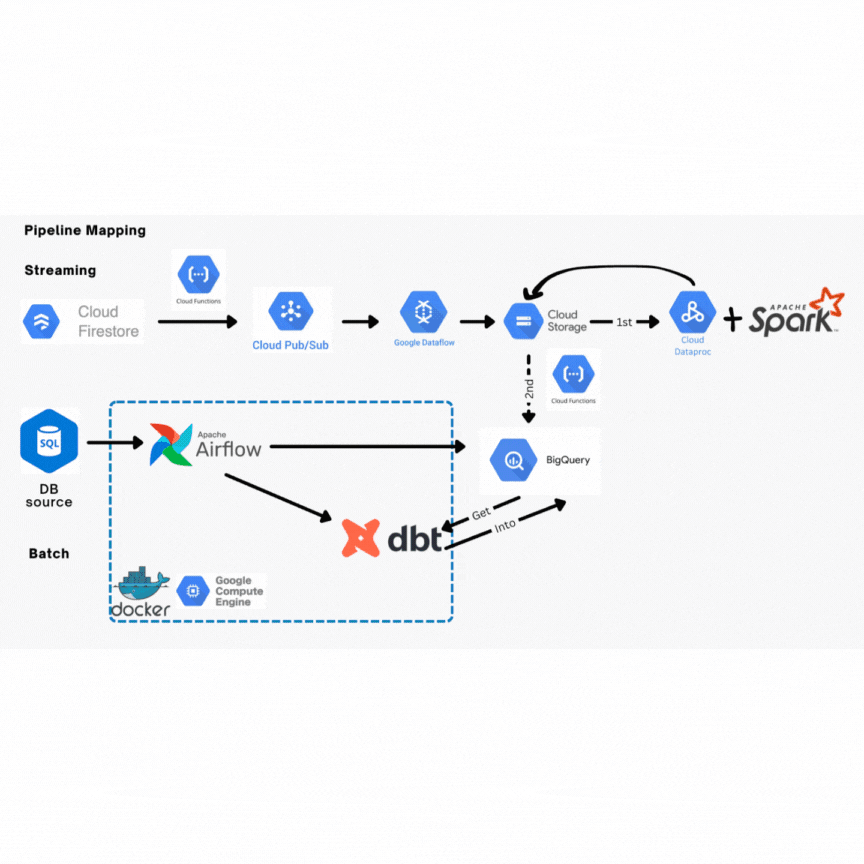 Pipeline Mapping
Streaming
Cloud
Firestore
Cloud Functions
Cloud Pub/Sub
Google Dataflow
Cloud
Storage
1st
Cloud
Dataproc
APACHE
Spark
TM
2nd
Cloud Functions
SQL
DB
source
Apache
Airflow
BigQuery
Get
Into
dbt
Batch
docker
Google
Compute
Engine